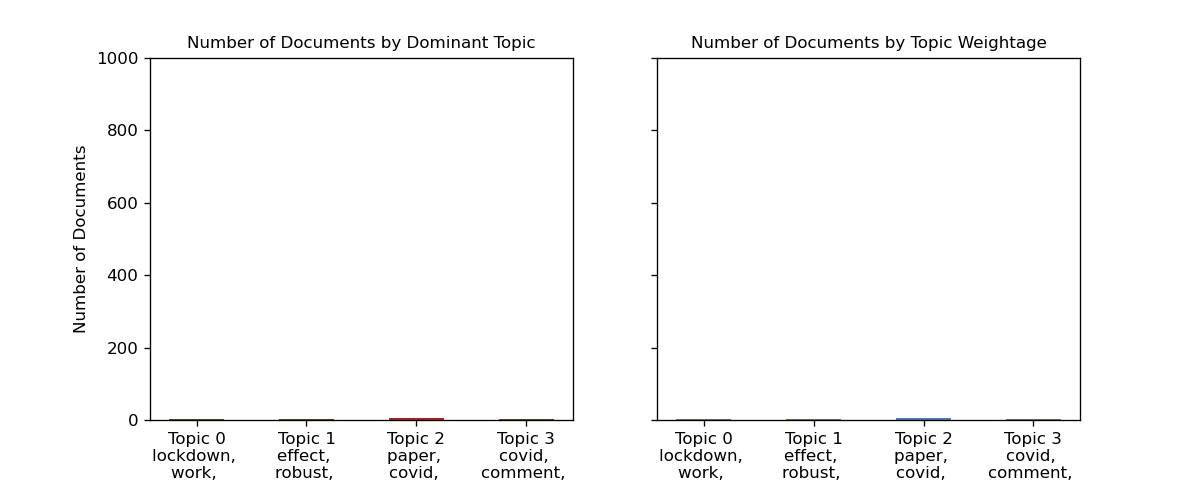 Number of Documents by Dominant Topic
Number of Documents
1000
800
600
400
200
0
Topic 0
lockdown,
work,
Topic 1
effect,
robust,
Topic 2
paper,
covid,
Topic 3
covid,
comment,
Number of Documents by Topic Weightage
Topic 0
lockdown,
work,
Topic 1
effect,
robust,
Topic 2
paper,
covid,
Topic 3
covid,
comment,